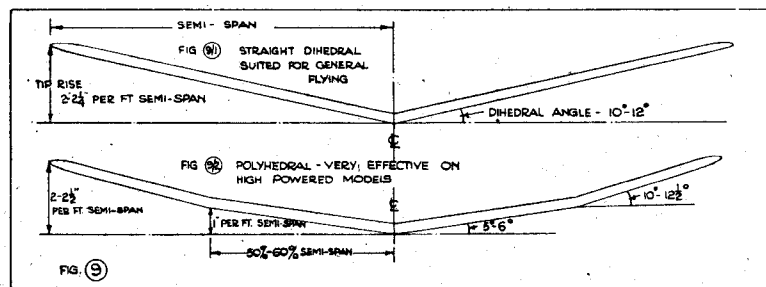 SEMI - SPAN
FIG 9/1 STRAIGHT DIHEDRAL
SUITED FOR GENERAL
FLYING
TIP RISE
2-2¼" PER FT SEMI-SPAN
DIHEDRAL ANGLE - 10°-12°
℄
FIG 9/2 POLYHEDRAL - VERY EFFECTIVE ON
HIGH POWERED MODELS
℄
2-2½"
PER FT. SEMI-SPAN
1" PER FT. SEMI-SPAN
10°-12½°
5°-6°
50%-60% SEMI-SPAN
FIG. 9